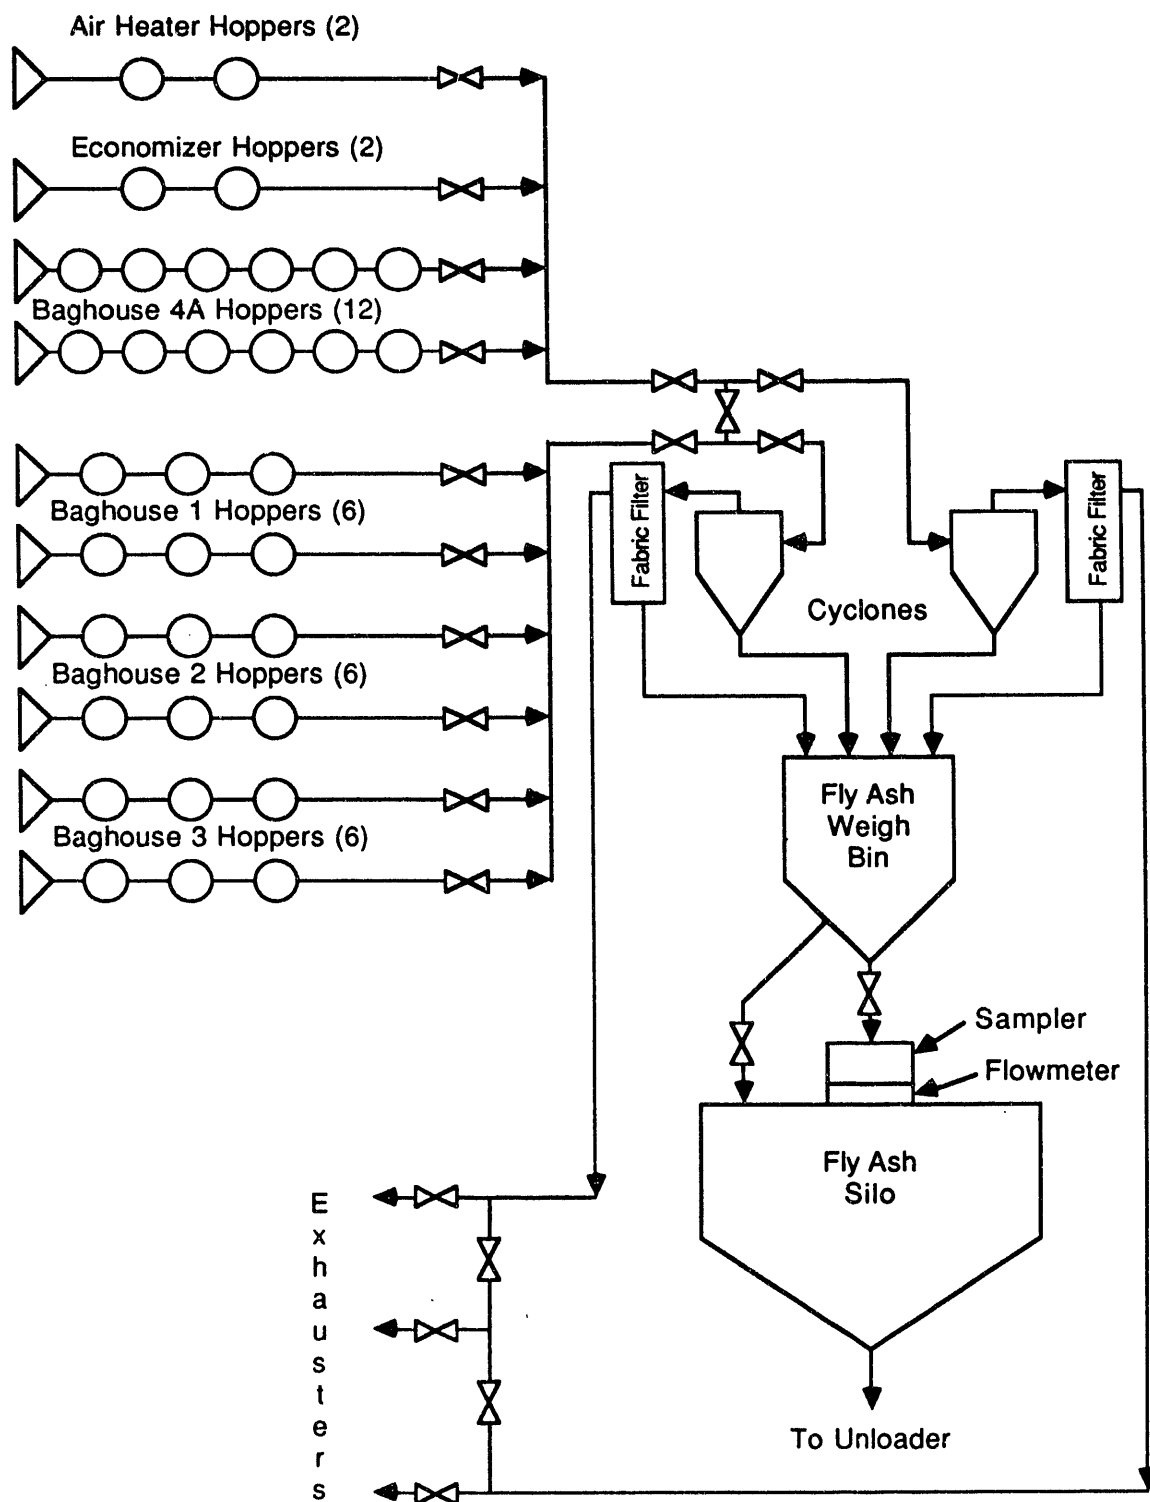 Air Heater Hoppers (2)
Economizer Hoppers (2)
Baghouse 4A Hoppers (12)
Baghouse 1 Hoppers (6)
Baghouse 2 Hoppers (6)
Baghouse 3 Hoppers (6)
Fabric Filter
Fabric Filter
Cyclones
Fly Ash
Weigh
Bin
Sampler
Flowmeter
Fly Ash
Silo
Exhausters
To Unloader